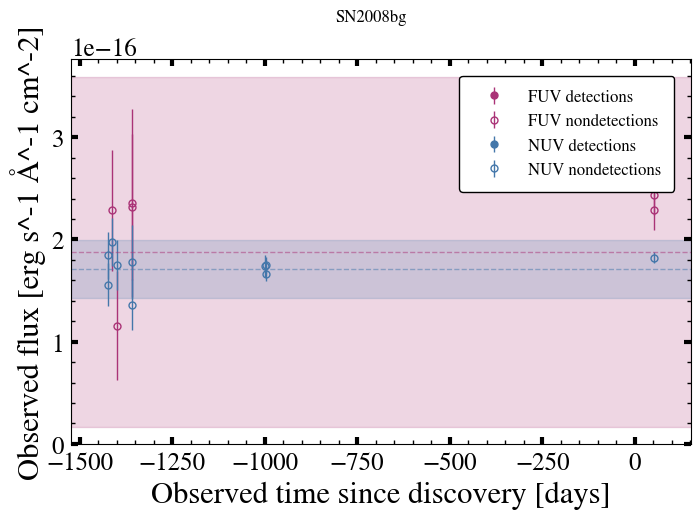 SN2008bg
1e−16
Observed flux [erg s^-1 Å^-1 cm^-2]
3
2
1
0
FUV detections
FUV nondetections
NUV detections
NUV nondetections
−1500 −1250 −1000 −750 −500 −250 0
Observed time since discovery [days]